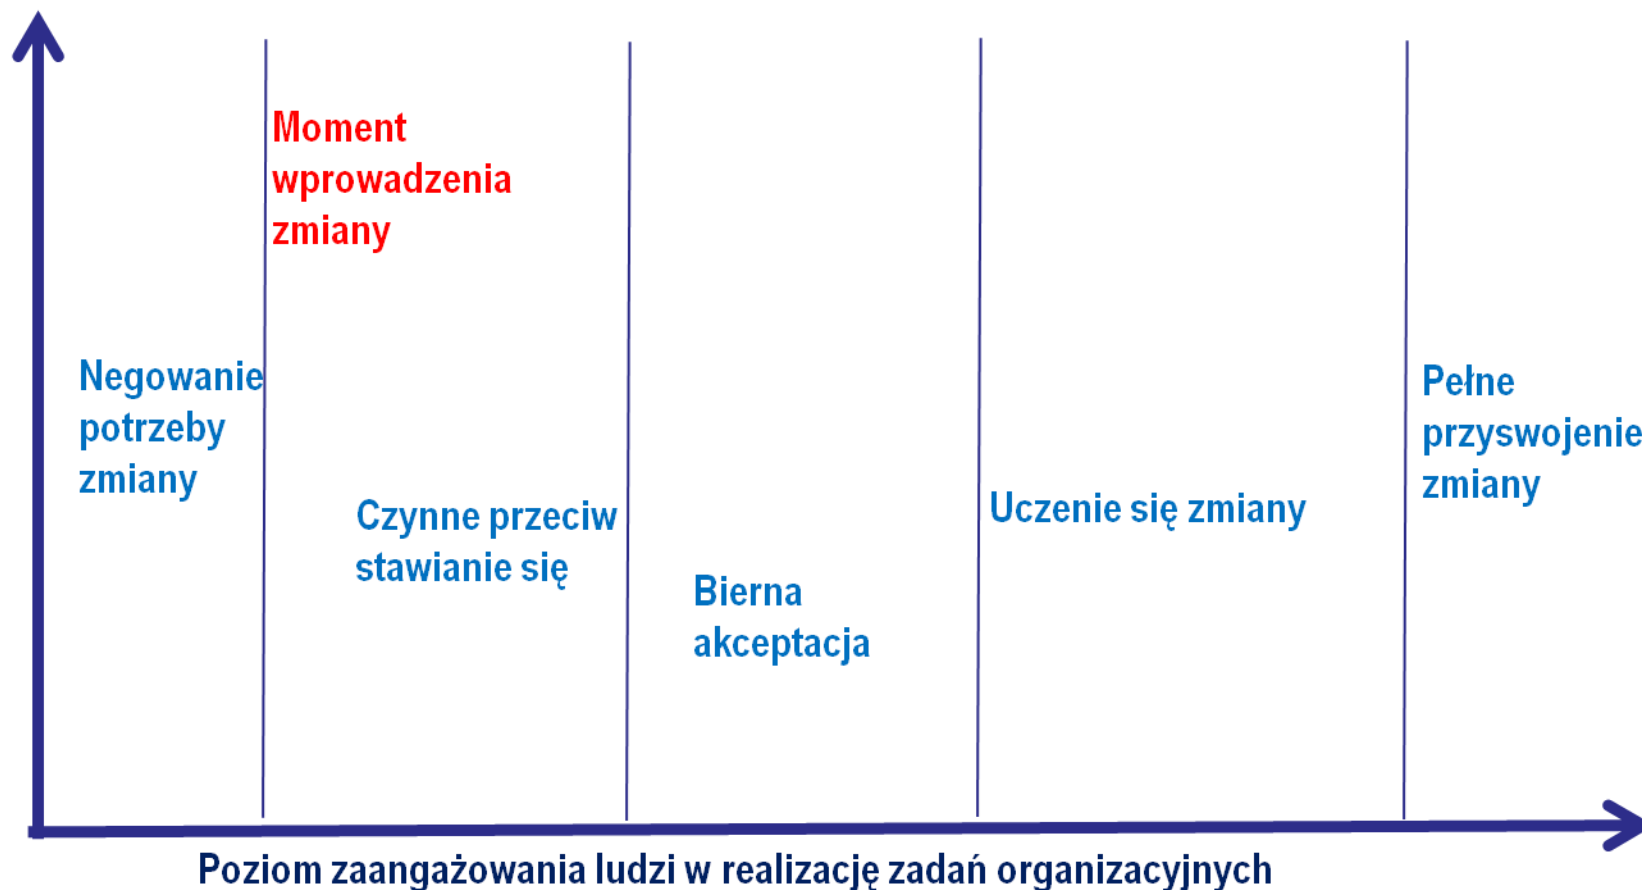 Moment
wprowadzenia
zmiany
Negowanie
potrzeby
zmiany
Czynne przeciw
stawianie się
Bierna
akceptacja
Uczenie się zmiany
Pełne
przyswojenie
zmiany
Poziom zaangażowania ludzi w realizację zadań organizacyjnych